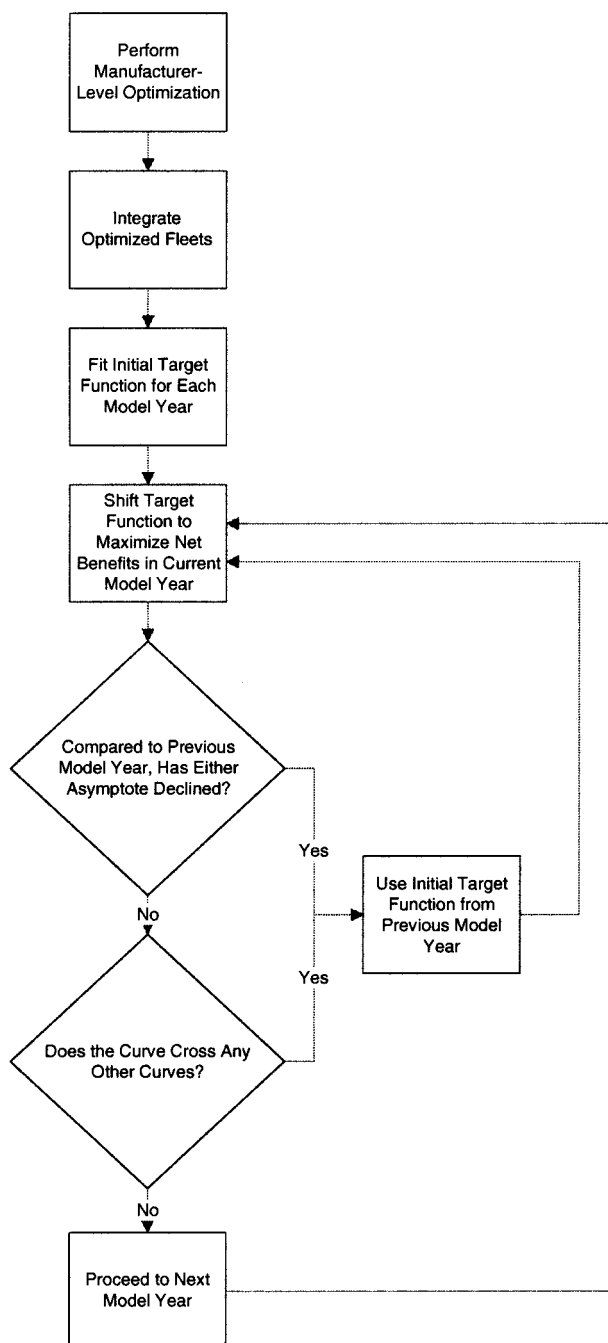 Perform
Manufacturer-
Level Optimization
Integrate
Optimized Fleets
Fit Initial Target
Function for Each
Model Year
Shift Target
Function to
Maximize Net
Benefits in Current
Model Year
Compared to Previous
Model Year, Has Either
Asymptote Declined?
Yes
Use Initial Target
Function from
Previous Model
Year
No
Yes
Does the Curve Cross Any
Other Curves?
No
Proceed to Next
Model Year